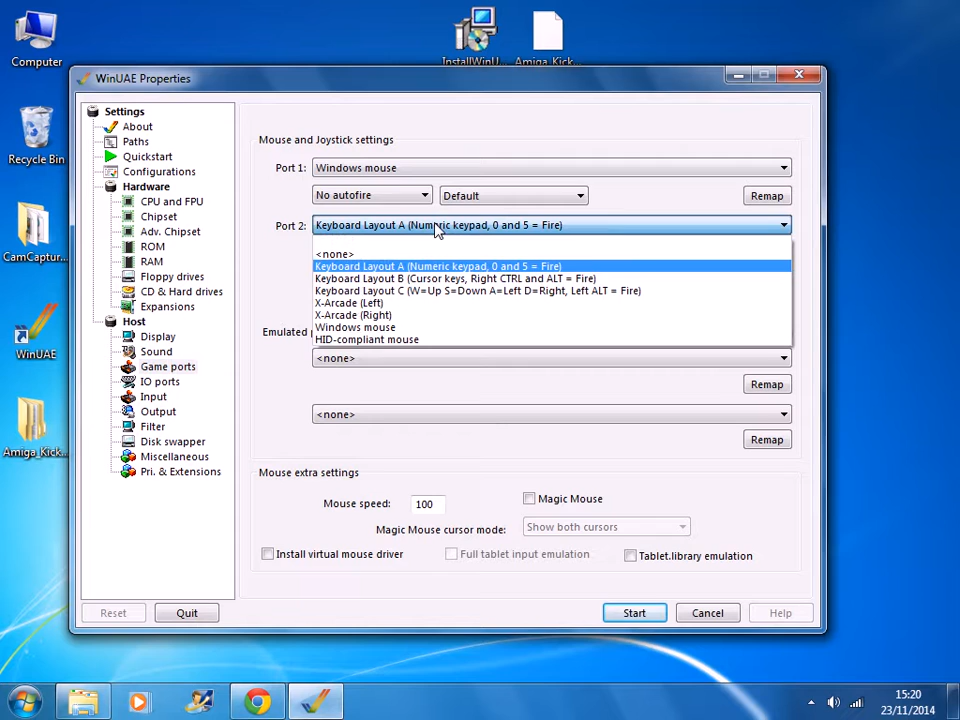 Computer
InstallWinU...
Amiga_Kick...
WinUAE Properties
Settings
About
Paths
Quickstart
Configurations
Hardware
CPU and FPU
Chipset
Adv. Chipset
ROM
RAM
Floppy drives
CD & Hard drives
Expansions
Host
Display
Sound
Game ports
IO ports
Input
Output
Filter
Disk swapper
Miscellaneous
Pri. & Extensions
Mouse and Joystick settings
Port 1: Windows mouse
No autofire Default Remap
Port 2: Keyboard Layout A (Numeric keypad, 0 and 5 = Fire)
<none>
Keyboard Layout A (Numeric keypad, 0 and 5 = Fire)
Keyboard Layout B (Cursor keys, Right CTRL and ALT = Fire)
Keyboard Layout C (W=Up S=Down A=Left D=Right, Left ALT = Fire)
X-Arcade (Left)
X-Arcade (Right)
Windows mouse
HID-compliant mouse
Emulated
<none>
Remap
<none>
Remap
Mouse extra settings
Mouse speed: 100 Magic Mouse
Magic Mouse cursor mode: Show both cursors
Install virtual mouse driver Full tablet input emulation Tablet.library emulation
Reset Quit Start Cancel Help
Recycle Bin
CamCaptur...
WinUAE
Amiga_Kick...
15:20
23/11/2014